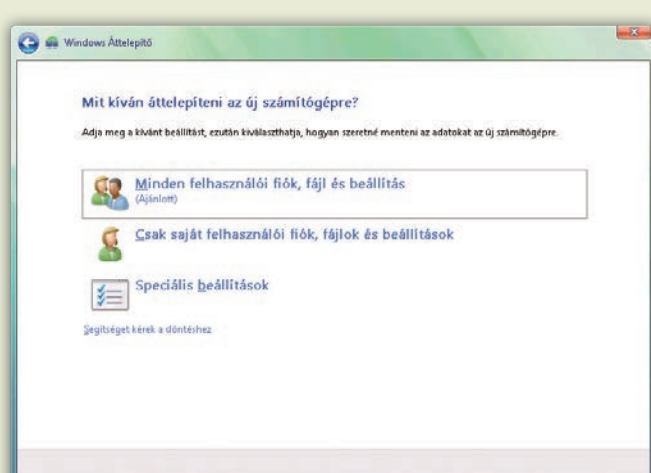 Windows Áttelepítő
Mit kíván áttelepíteni az új számítógépre?
Adja meg a kívánt beállítást, ezután kiválaszthatja, hogyan szeretné menteni az adatokat az új számítógépre.
Minden felhasználói fiók, fájl és beállítás
(Ajánlott)
Csak saját felhasználói fiók, fájlok és beállítások
Speciális beállítások
Segítséget kérek a döntéshez